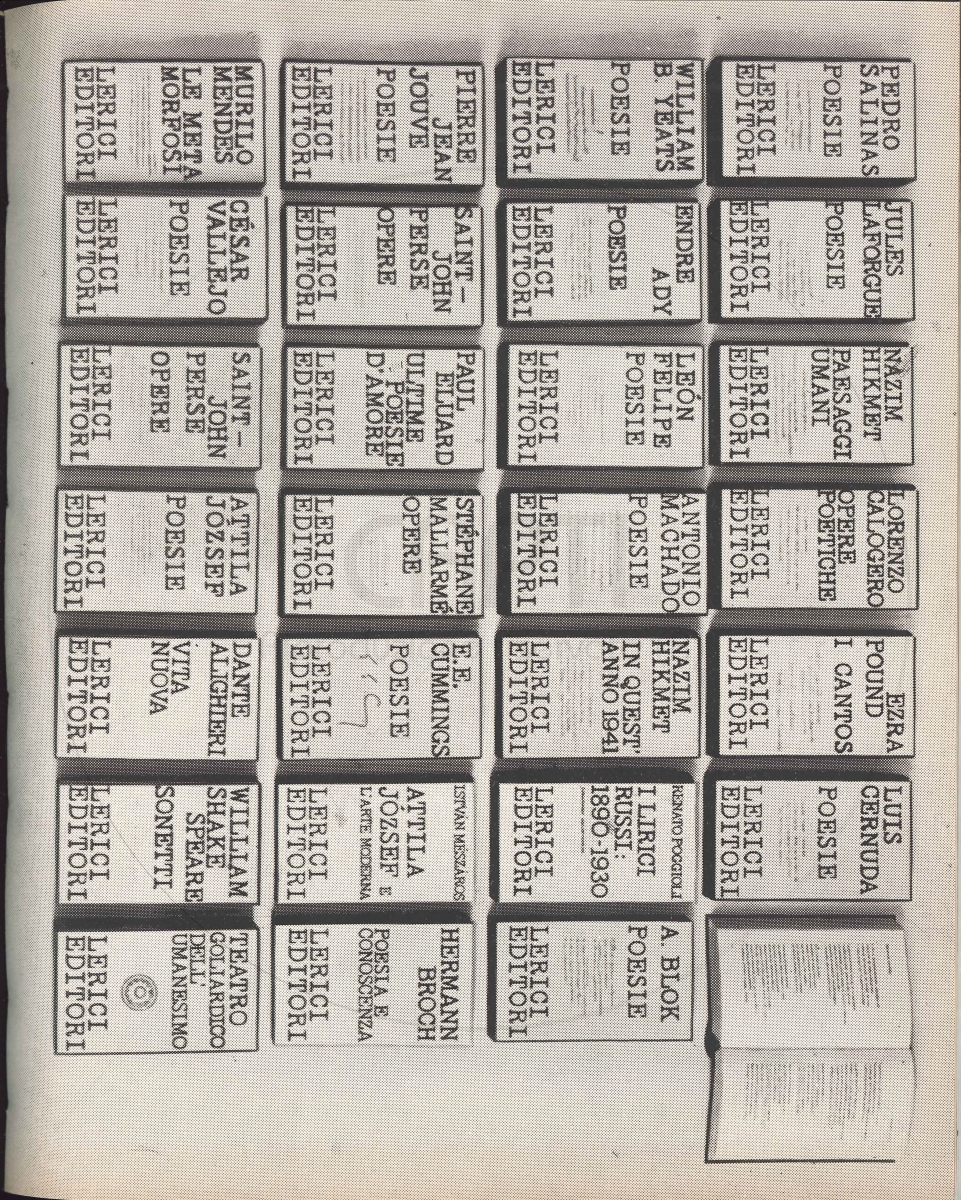 PEDRO
SALINAS
POESIE
LERICI
EDITORI
JULES
LAFORGUE
POESIE
LERICI
EDITORI
NAZIM
HIKMET
PAESAGGI
UMANI
LERICI
EDITORI
LORENZO
CALOGERO
OPERE
POETICHE
LERICI
EDITORI
EZRA
POUND
I CANTOS
LERICI
EDITORI
LUIS
CERNUDA
POESIE
LERICI
EDITORI
WILLIAM
B. YEATS
POESIE
LERICI
EDITORI
ENDRE
ADY
POESIE
LERICI
EDITORI
LEÓN
FELIPE
POESIE
LERICI
EDITORI
ANTONIO
MACHADO
POESIE
LERICI
EDITORI
NAZIM
HIKMET
IN QUEST'
ANNO 1941
LERICI
EDITORI
RENATO POGGIOLI
I LIRICI
RUSSI:
1890-1930
LERICI
EDITORI
A. BLOK
POESIE
LERICI
EDITORI
PIERRE
JEAN
JOUVE
POESIE
LERICI
EDITORI
SAINT-
JOHN
PERSE
OPERE
LERICI
EDITORI
PAUL
ELUARD
ULTIME
POESIE
D'AMORE
LERICI
EDITORI
STÉPHANE
MALLARMÉ
OPERE
LERICI
EDITORI
E.E.
CUMMINGS
POESIE
LERICI
EDITORI
ISTVÁN MÉSZÁROS
ATTILA
JÓZSEF E
L'ARTE MODERNA
LERICI
EDITORI
HERMANN
BROCH
POESIA E
CONOSCENZA
LERICI
EDITORI
MURILO
MENDES
LE META
MORFOSI
LERICI
EDITORI
CÉSAR
VALLEJO
POESIE
LERICI
EDITORI
SAINT-
JOHN
PERSE
OPERE
LERICI
EDITORI
ATTILA
JOZSEF
POESIE
LERICI
EDITORI
DANTE
ALIGHIERI
VITA
NUOVA
LERICI
EDITORI
WILLIAM
SHAKE
SPEARE
SONETTI
LERICI
EDITORI
TEATRO
GOLIARDICO
DELL'
UMANESIMO
LERICI
EDITORI